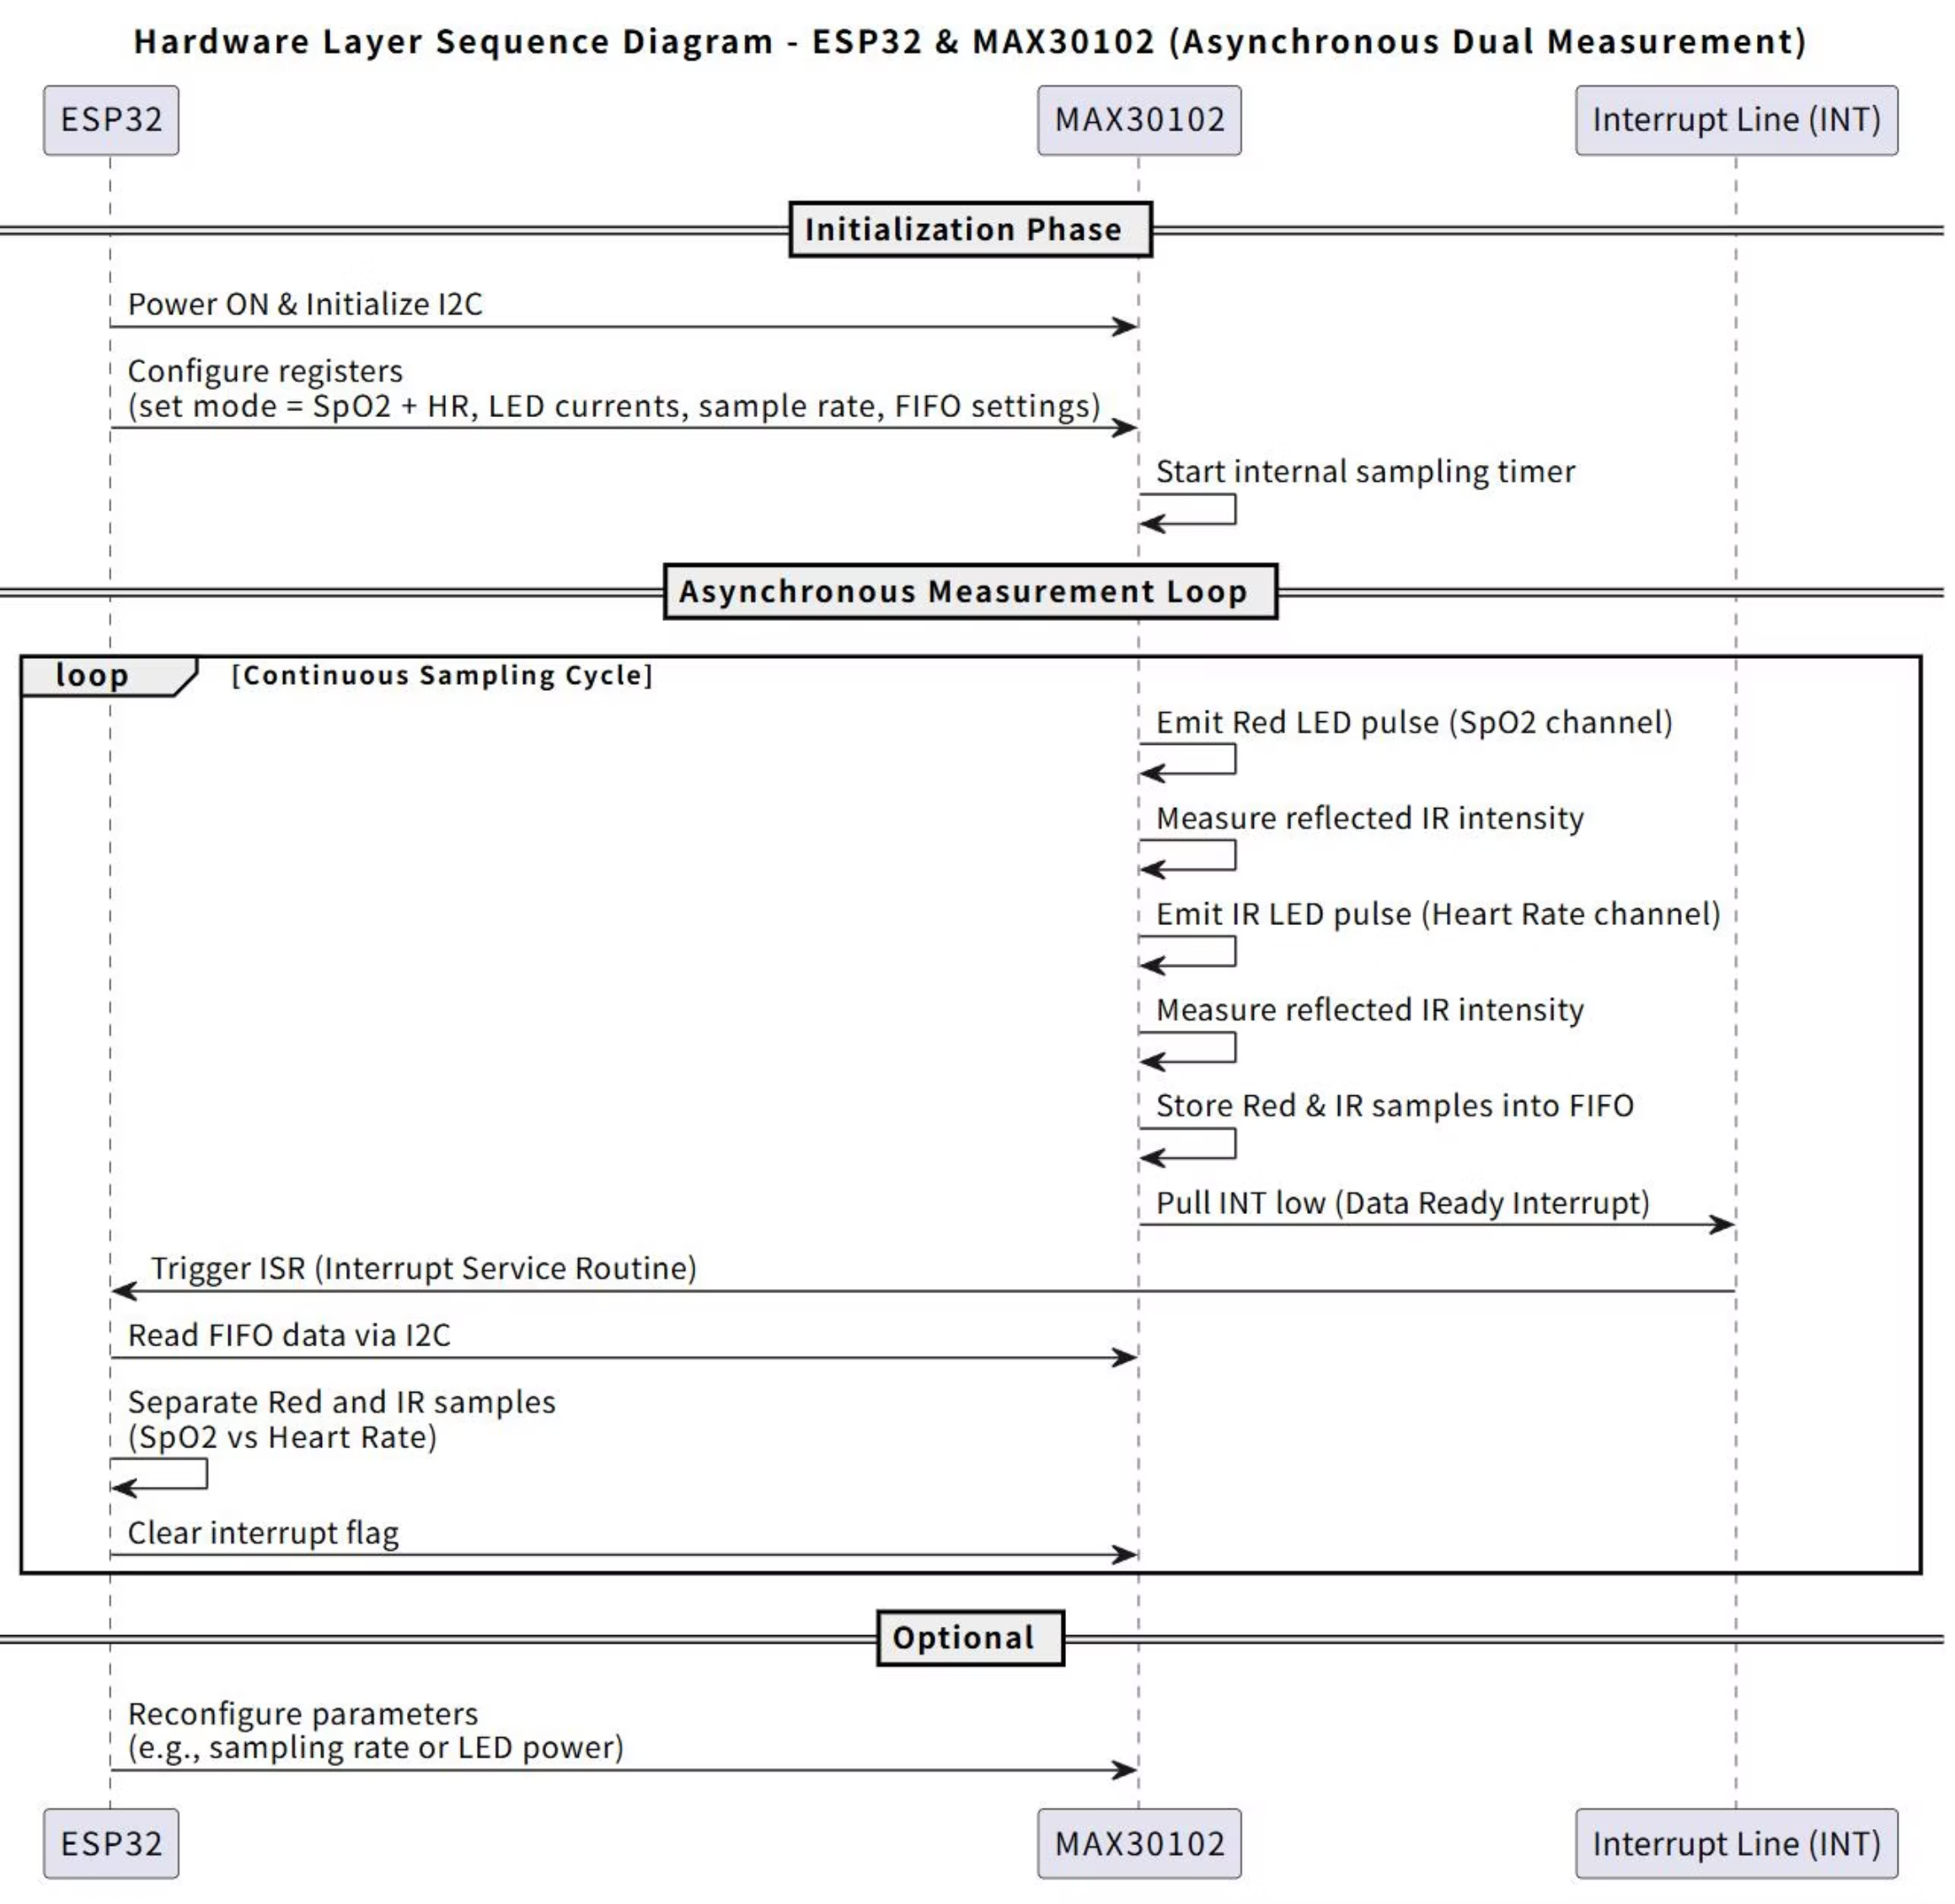 Hardware Layer Sequence Diagram - ESP32 & MAX30102 (Asynchronous Dual Measurement)
ESP32
MAX30102
Interrupt Line (INT)
Initialization Phase
Power ON & Initialize I2C
Configure registers
(set mode = SpO2 + HR, LED currents, sample rate, FIFO settings)
Start internal sampling timer
Asynchronous Measurement Loop
loop
[Continuous Sampling Cycle]
Emit Red LED pulse (SpO2 channel)
Measure reflected IR intensity
Emit IR LED pulse (Heart Rate channel)
Measure reflected IR intensity
Store Red & IR samples into FIFO
Pull INT low (Data Ready Interrupt)
Trigger ISR (Interrupt Service Routine)
Read FIFO data via I2C
Separate Red and IR samples
(SpO2 vs Heart Rate)
Clear interrupt flag
Optional
Reconfigure parameters
(e.g., sampling rate or LED power)
ESP32
MAX30102
Interrupt Line (INT)